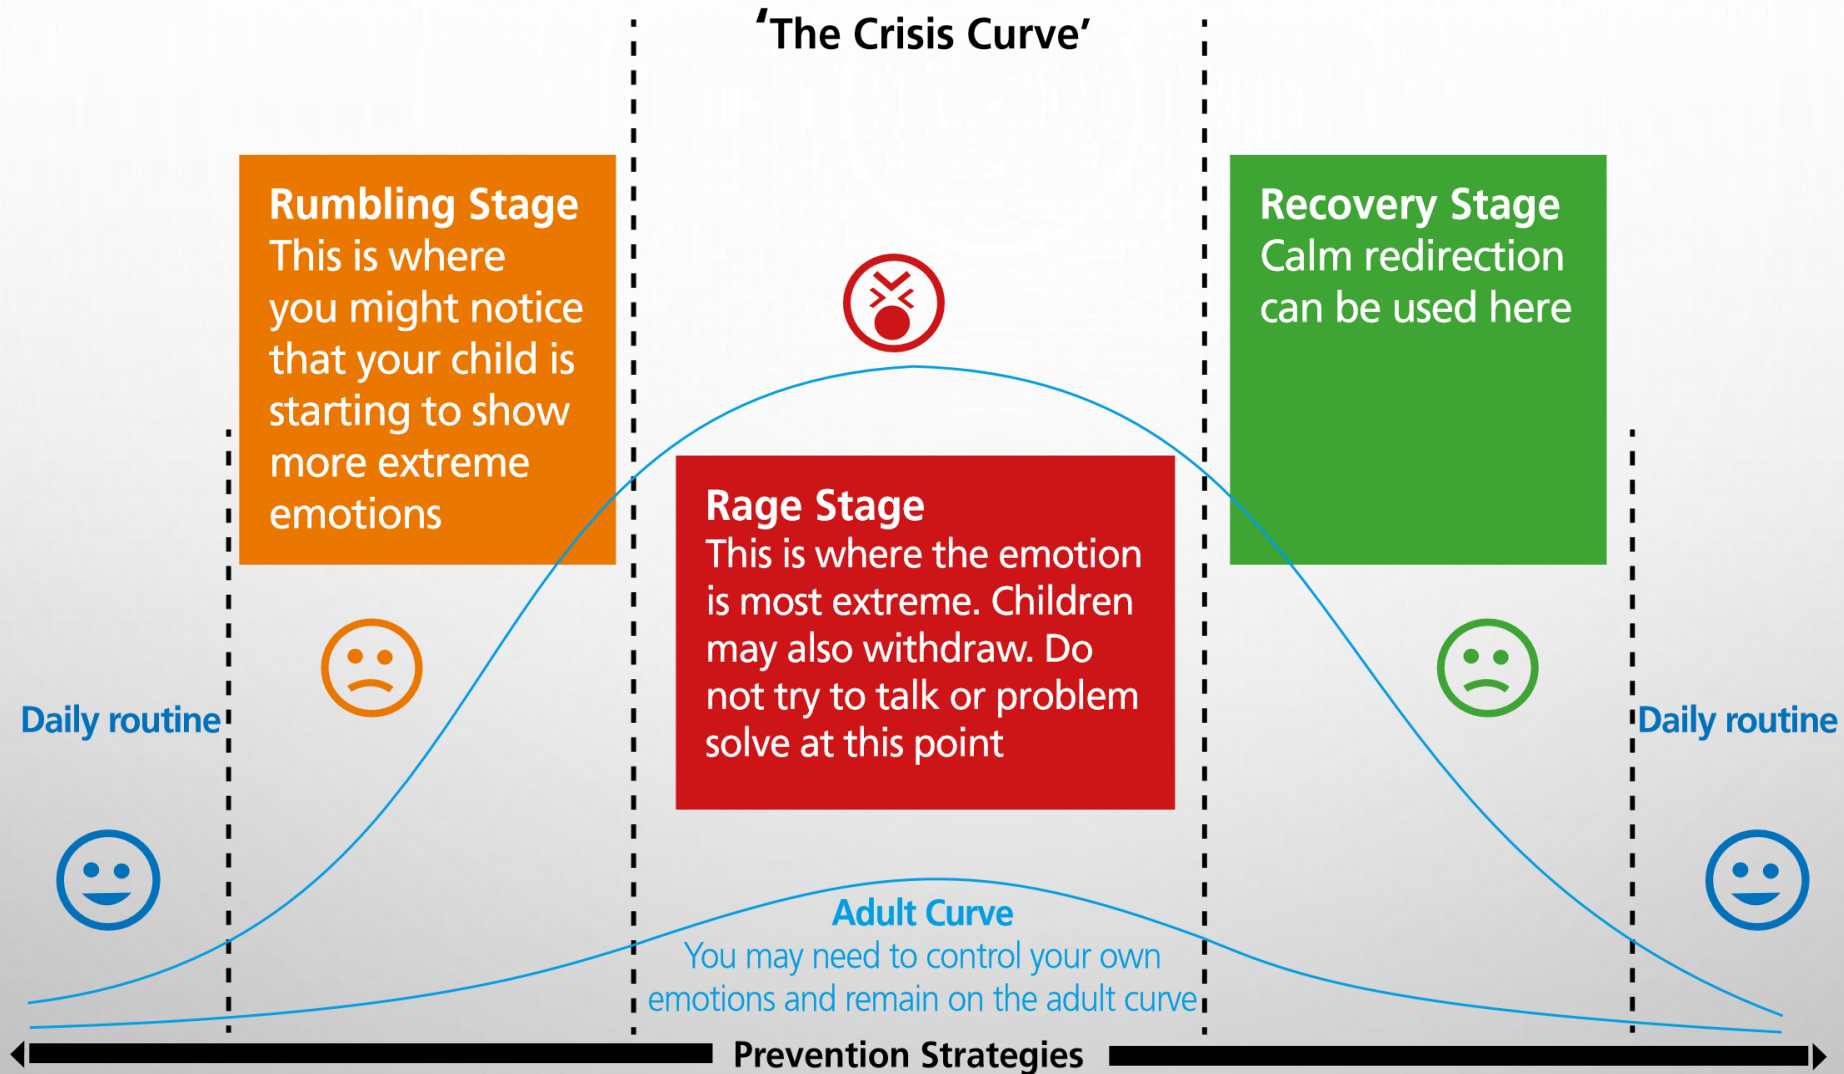 ‘The Crisis Curve’
Rumbling Stage
This is where
you might notice
that your child is
starting to show
more extreme
emotions
Rage Stage
This is where the emotion
is most extreme. Children
may also withdraw. Do
not try to talk or problem
solve at this point
Recovery Stage
Calm redirection
can be used here
Daily routine
Daily routine
Adult Curve
You may need to control your own
emotions and remain on the adult curve
Prevention Strategies